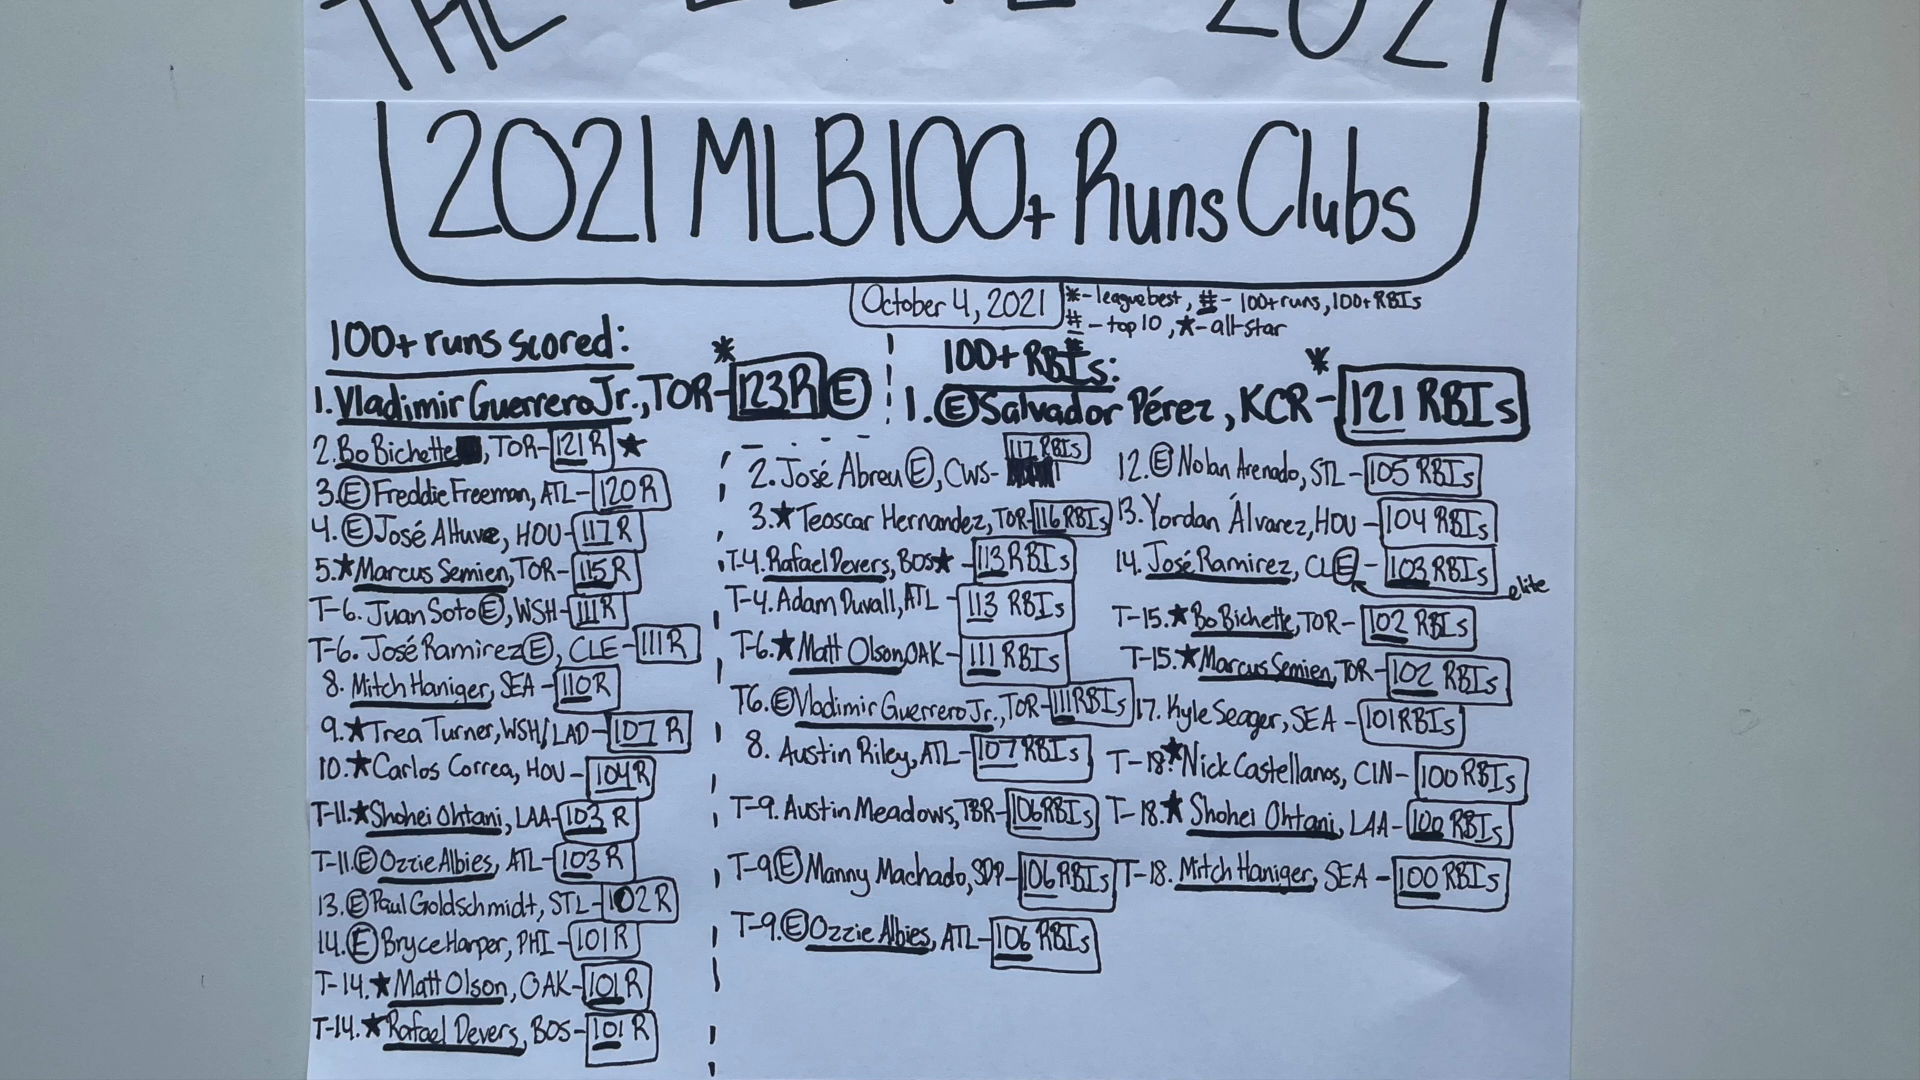 THE 2021
2021 MLB 100+ Runs Clubs
October 4, 2021
*-league best, #- 100+ runs, 100+ RBIs
# - top 10, ★-all-star
100+ runs scored:
1. Vladimir Guerrero Jr., TOR-123R* E
2. Bo Bichette, TOR-121R ★
3. E Freddie Freeman, ATL-120R
4. E José Altuve, HOU-117R
5. ★Marcus Semien, TOR-115R
T-6. Juan Soto E, WSH-111R
T-6. José Ramirez E, CLE-111R
8. Mitch Haniger, SEA-110R
9. ★Trea Turner, WSH/LAD-107R
10. ★Carlos Correa, HOU-104R
T-11. ★Shohei Ohtani, LAA-103R
T-11. E Ozzie Albies, ATL-103R
13. E Paul Goldschmidt, STL-102R
14. E Bryce Harper, PHI-101R
T-14. ★Matt Olson, OAK-101R
T-14. ★Rafael Devers, BOS-101R
100+ RBIs:
1. E Salvador Pérez, KCR-121 RBIs*
2. José Abreu E, CWS-117 RBIs
3. ★Teoscar Hernandez, TOR-116 RBIs
T-4. Rafael Devers, BOS★-113 RBIs
T-4. Adam Duvall, ATL-113 RBIs
T-6. ★Matt Olson, OAK-111 RBIs
T6. E Vladimir Guerrero Jr., TOR-111 RBIs
8. Austin Riley, ATL-107 RBIs
T-9. Austin Meadows, TBR-106 RBIs
T-9 E Manny Machado, SDP-106 RBIs
T-9. E Ozzie Albies, ATL-106 RBIs
12. E Nolan Arenado, STL-105 RBIs
13. Yordan Álvarez, HOU-104 RBIs
14. José Ramirez, CLE-103 RBIs
elite
T-15. ★Bo Bichette, TOR-102 RBIs
T-15. ★Marcus Semien, TOR-102 RBIs
17. Kyle Seager, SEA-101 RBIs
T-18. ★Nick Castellanos, CIN-100 RBIs
T-18. ★Shohei Ohtani, LAA-100 RBIs
T-18. Mitch Haniger, SEA-100 RBIs